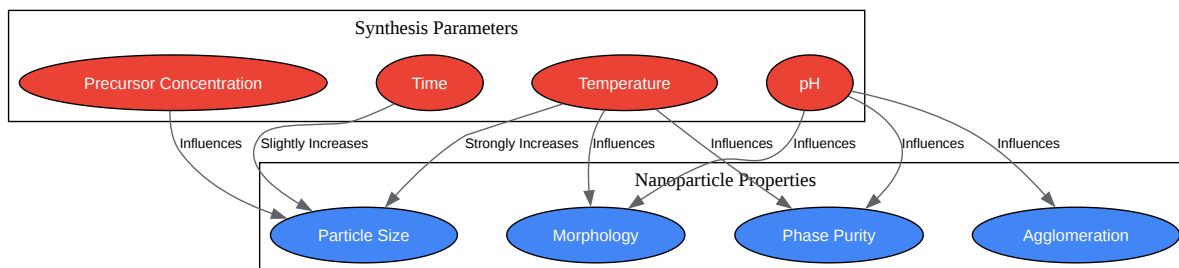 Synthesis Parameters
Precursor Concentration
Time
Temperature
pH
Influences
Slightly Increases
Strongly Increases
Influences
Influences
Influences
Influences
Influences
Nanoparticle Properties
Particle Size
Morphology
Phase Purity
Agglomeration